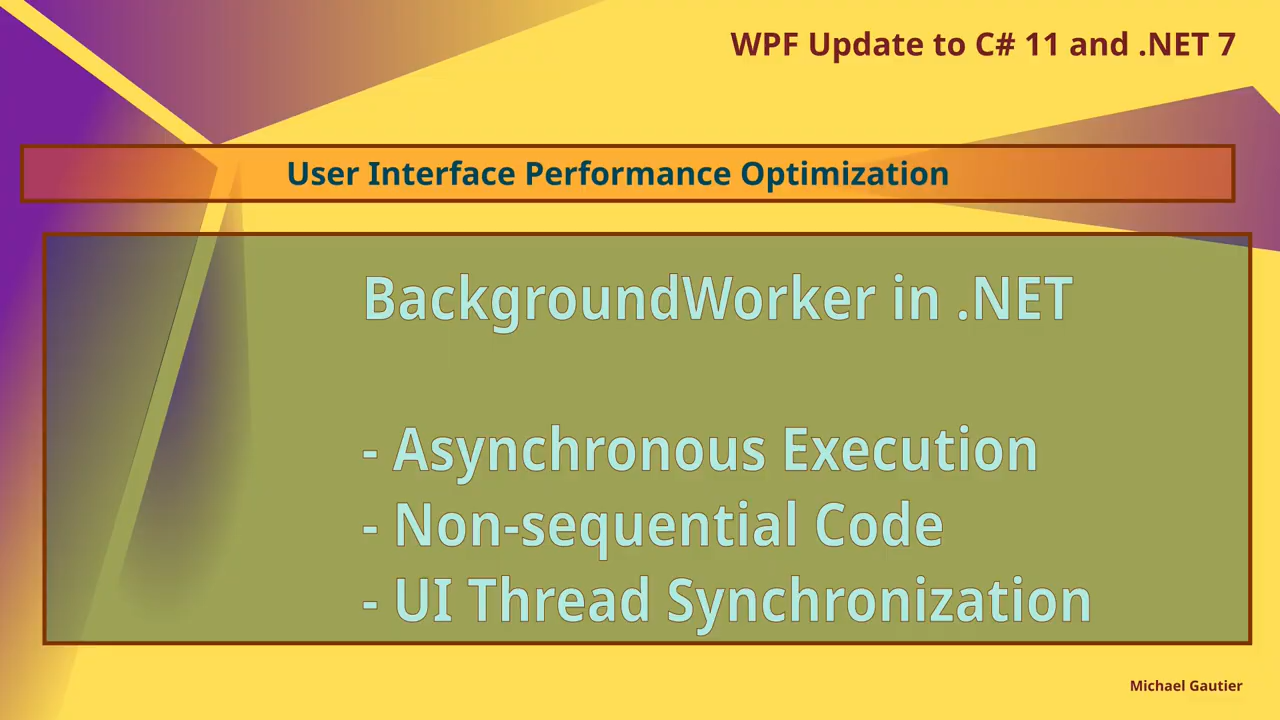 WPF Update to C# 11 and .NET 7
User Interface Performance Optimization
BackgroundWorker in .NET
- Asynchronous Execution
- Non-sequential Code
- UI Thread Synchronization
Michael Gautier